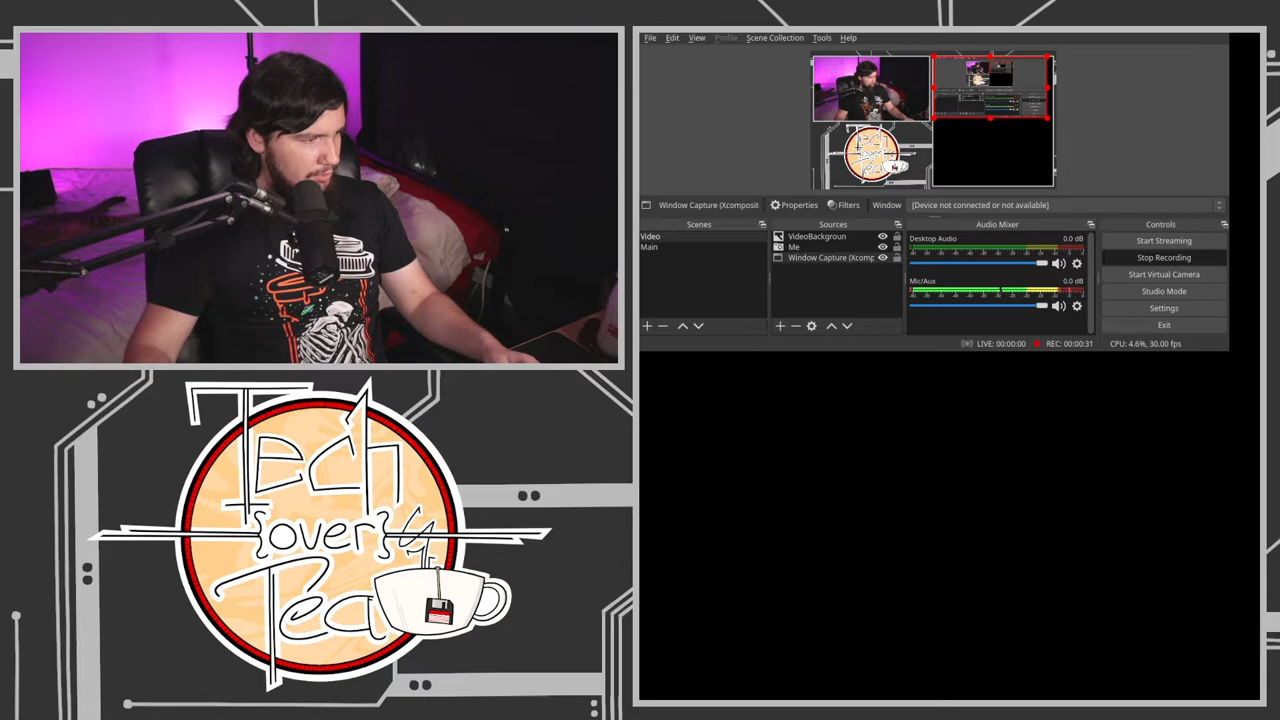 File Edit View Profile Scene Collection Tools Help
Window Capture (Xcomposit Properties Filters Window [Device not connected or not available]
Scenes Sources Audio Mixer Controls
Video
Main
VideoBackgroun
Me
Window Capture (Xcomp
Desktop Audio 0.0 dB
Mic/Aux 0.0 dB
Start Streaming
Stop Recording
Start Virtual Camera
Studio Mode
Settings
Exit
LIVE: 00:00:00 REC: 00:00:31 CPU: 4.6%, 30.00 fps
Tech
{over}
Tea